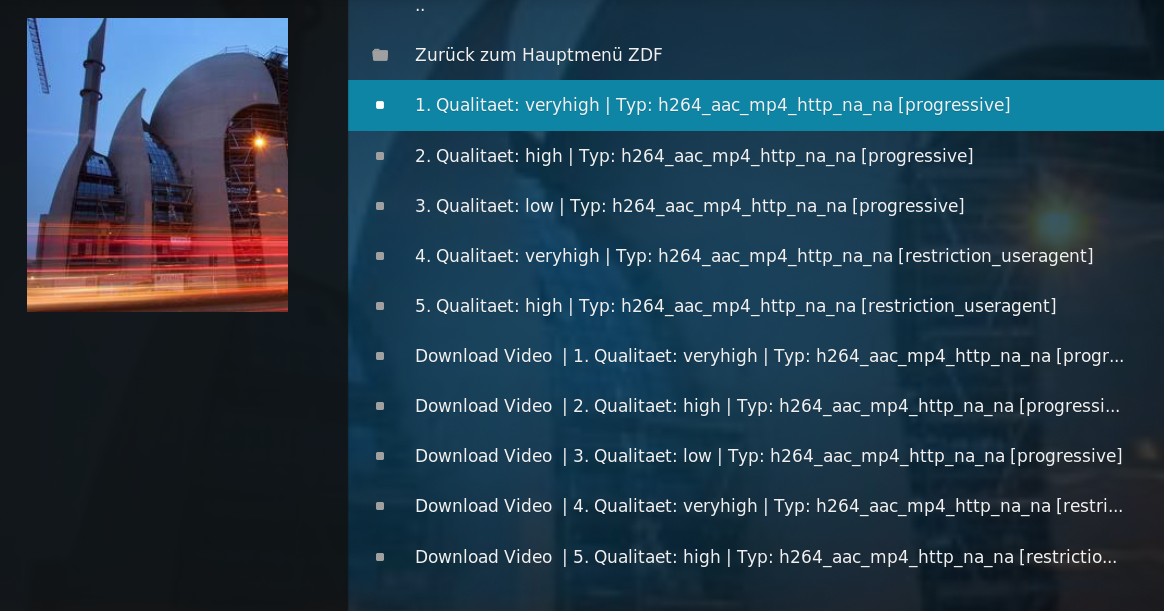 ..
Zurück zum Hauptmenü ZDF
1. Qualitaet: veryhigh | Typ: h264_aac_mp4_http_na_na [progressive]
2. Qualitaet: high | Typ: h264_aac_mp4_http_na_na [progressive]
3. Qualitaet: low | Typ: h264_aac_mp4_http_na_na [progressive]
4. Qualitaet: veryhigh | Typ: h264_aac_mp4_http_na_na [restriction_useragent]
5. Qualitaet: high | Typ: h264_aac_mp4_http_na_na [restriction_useragent]
Download Video  | 1. Qualitaet: veryhigh | Typ: h264_aac_mp4_http_na_na [progr...
Download Video  | 2. Qualitaet: high | Typ: h264_aac_mp4_http_na_na [progressi...
Download Video  | 3. Qualitaet: low | Typ: h264_aac_mp4_http_na_na [progressive]
Download Video  | 4. Qualitaet: veryhigh | Typ: h264_aac_mp4_http_na_na [restri...
Download Video  | 5. Qualitaet: high | Typ: h264_aac_mp4_http_na_na [restrictio...